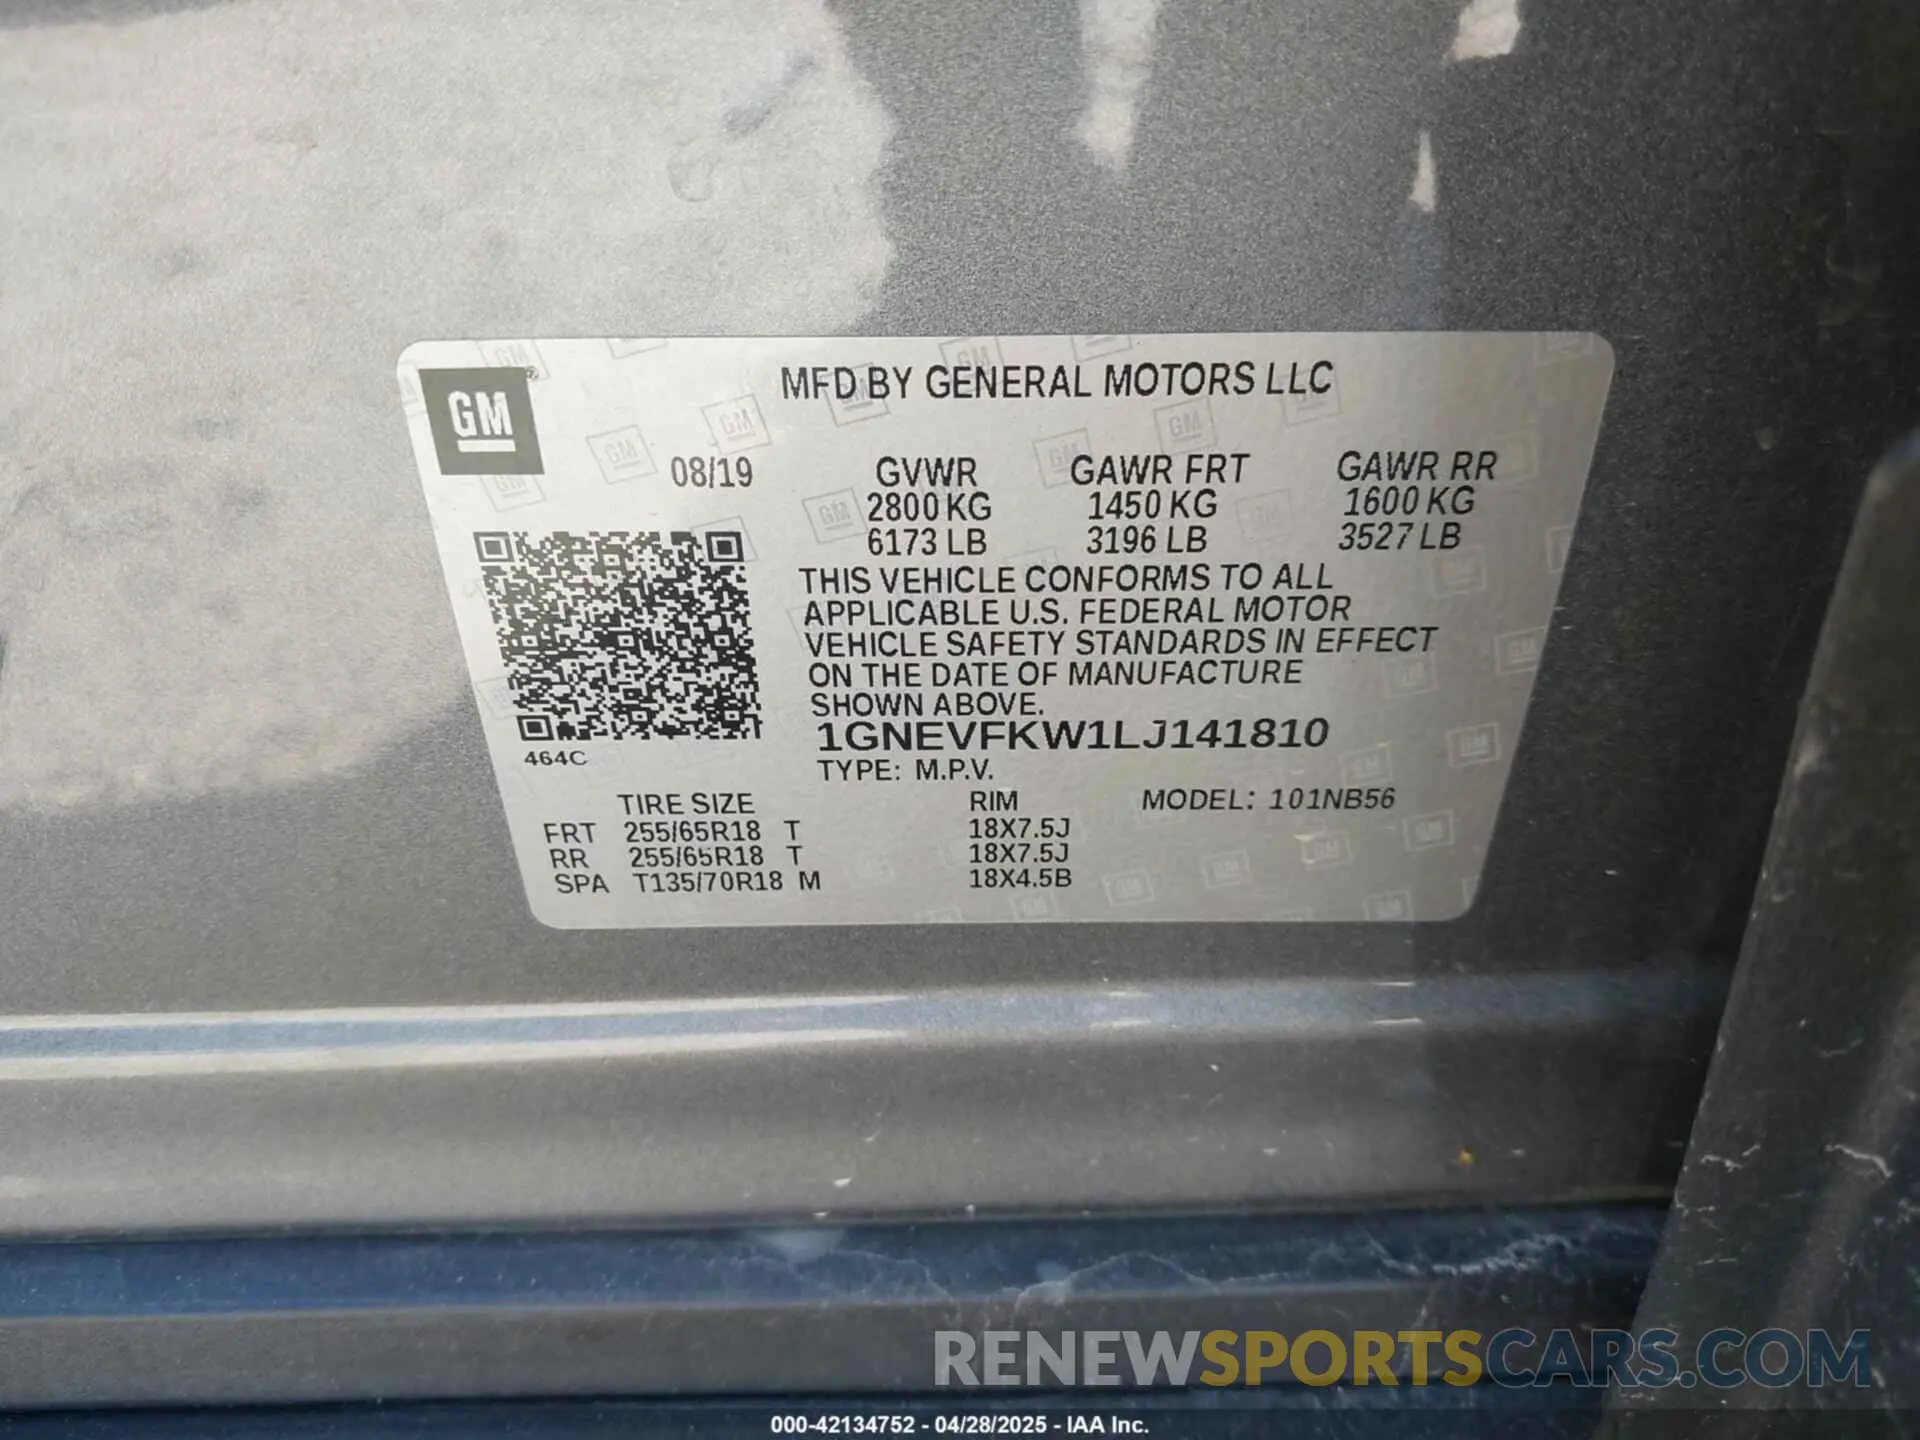 MFD BY GENERAL MOTORS LLC
GM
08/19 GVWR GAWR FRT GAWR RR
2800 KG 1450 KG 1600 KG
6173 LB 3196 LB 3527 LB
THIS VEHICLE CONFORMS TO ALL
APPLICABLE U.S. FEDERAL MOTOR
VEHICLE SAFETY STANDARDS IN EFFECT
ON THE DATE OF MANUFACTURE
SHOWN ABOVE.
1GNEVFKW1LJ141810
464C
TYPE: M.P.V.
TIRE SIZE RIM MODEL: 101NB56
FRT 255/65R18 T 18X7.5J
RR 255/65R18 T 18X7.5J
SPA T135/70R18 M 18X4.5B
RENEWSPORTSCARS.COM
000-42134752 - 04/28/2025 - IAA Inc.